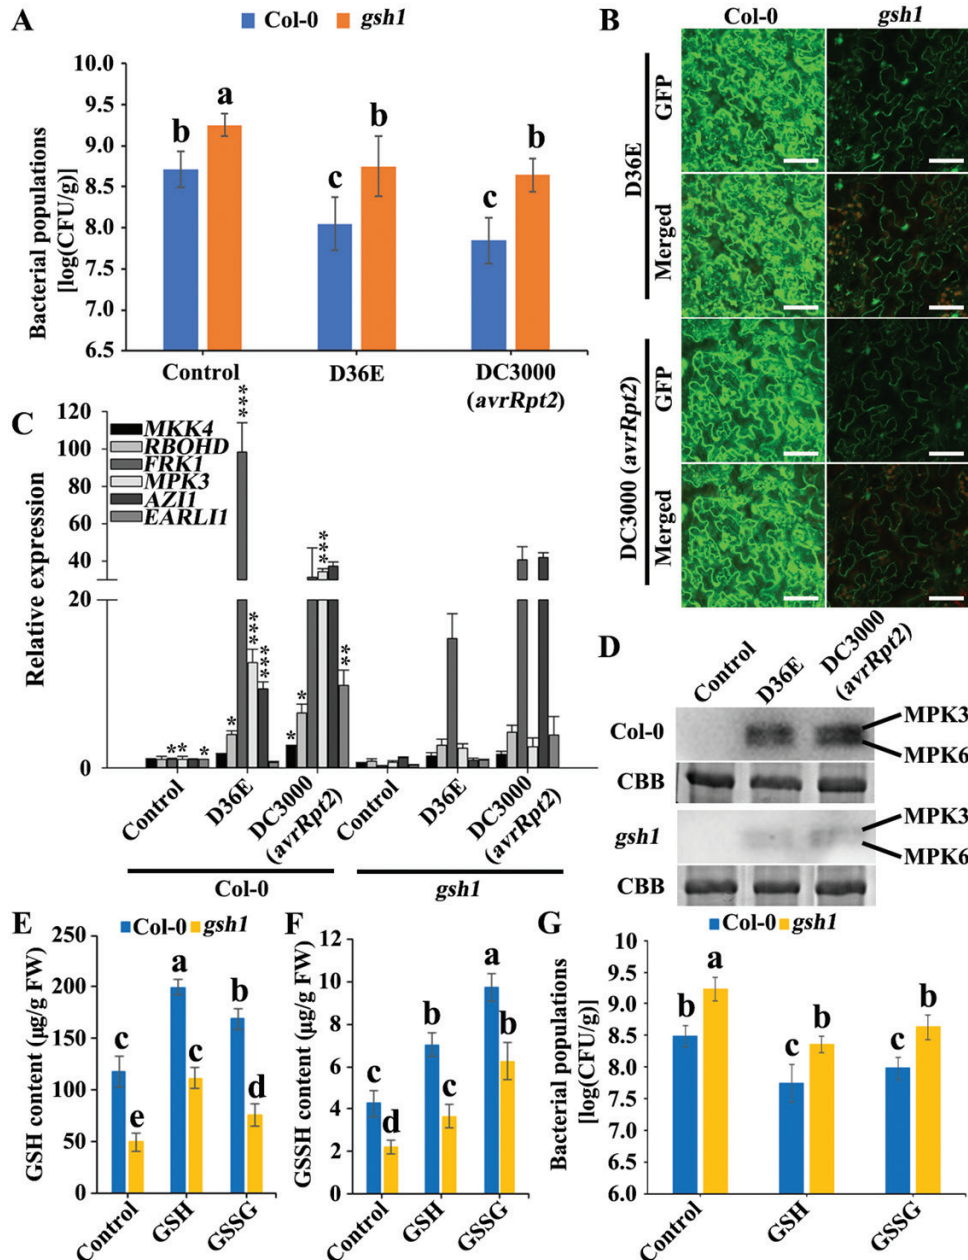 A
Col-0 gsh1
Bacterial populations
[log(CFU/g)]
10.0
9.5
9.0
8.5
8.0
7.5
7.0
6.5
b a c b c b
Control D36E DC3000
(avrRpt2)
B
Col-0 gsh1
D36E
GFP
Merged
DC3000 (avrRpt2)
GFP
Merged
C
Relative expression
120
100
80
60
40
20
0
MKK4
RBOHD
FRK1
MPK3
AZI1
EARLI1
** * * *** *** *** * * *** **
Control D36E DC3000
(avrRpt2)
Control D36E DC3000
(avrRpt2)
Col-0 gsh1
D
Control D36E DC3000
(avrRpt2)
Col-0 MPK3
MPK6
CBB
gsh1 MPK3
MPK6
CBB
E
Col-0 gsh1
GSH content (μg/g FW)
250
200
150
100
50
0
c e a c b d
Control GSH GSSG
F
Col-0 gsh1
GSSH content (μg/g FW)
12
10
8
6
4
2
0
c d b c a b
Control GSH GSSG
G
Col-0 gsh1
Bacterial populations
[log(CFU/g)]
10
9.5
9.0
8.5
8.0
7.5
7.0
6.5
6.0
b a c b c b
Control GSH GSSG